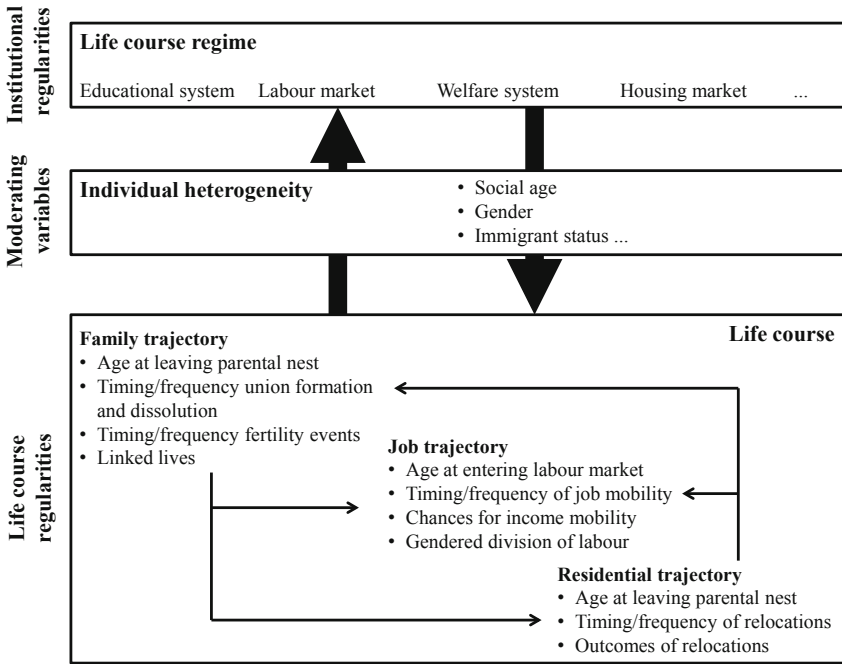 Institutional
regularities
Life course regime
Educational system Labour market Welfare system Housing market ...
Moderating
variables
Individual heterogeneity
• Social age
• Gender
• Immigrant status ...
Life course
regularities
Life course
Family trajectory
• Age at leaving parental nest
• Timing/frequency union formation
and dissolution
• Timing/frequency fertility events
• Linked lives
Job trajectory
• Age at entering labour market
• Timing/frequency of job mobility
• Chances for income mobility
• Gendered division of labour
Residential trajectory
• Age at leaving parental nest
• Timing/frequency of relocations
• Outcomes of relocations